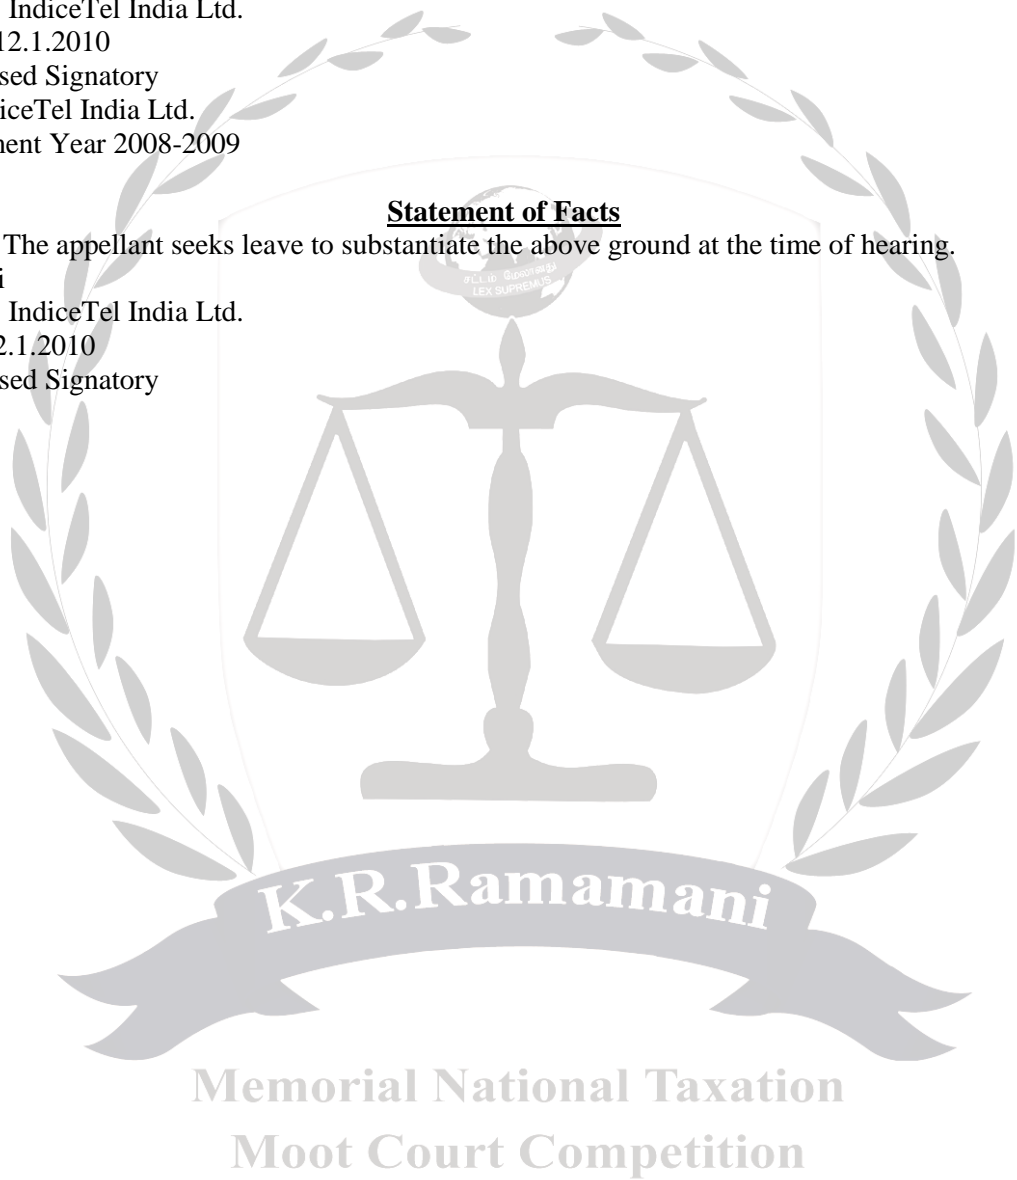 IndiceTel India Ltd.
12.1.2010
sed Signatory
iceTel India Ltd.
nent Year 2008-2009
Statement of Facts
The appellant seeks leave to substantiate the above ground at the time of hearing.
i
IndiceTel India Ltd.
2.1.2010
sed Signatory
LEX SUPREMUS
K.R.Ramamani
Memorial National Taxation
Moot Court Competition